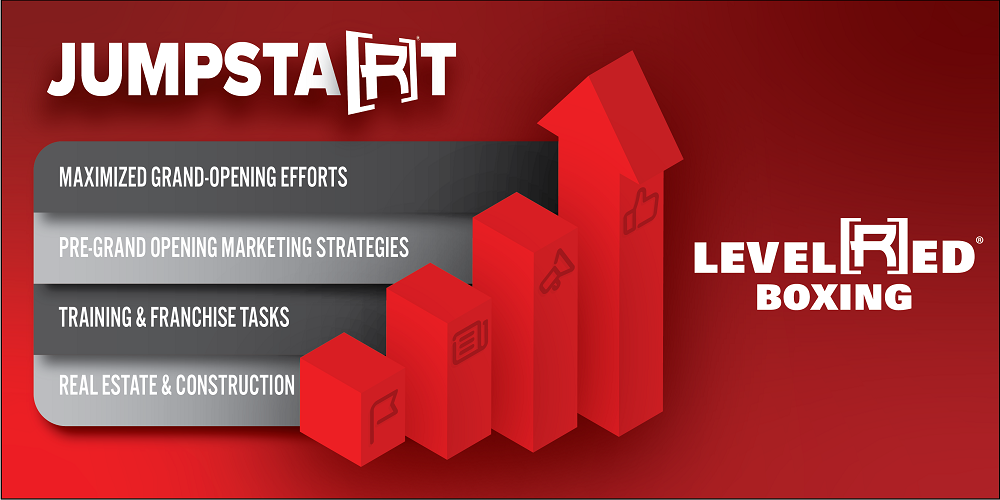 JUMPSTA[R]®T
MAXIMIZED GRAND-OPENING EFFORTS
PRE-GRAND OPENING MARKETING STRATEGIES
TRAINING & FRANCHISE TASKS
REAL ESTATE & CONSTRUCTION
LEVEL[R]ED®
BOXING